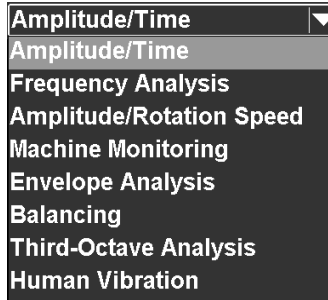 Amplitude/Time
Amplitude/Time
Frequency Analysis
Amplitude/Rotation Speed
Machine Monitoring
Envelope Analysis
Balancing
Third-Octave Analysis
Human Vibration